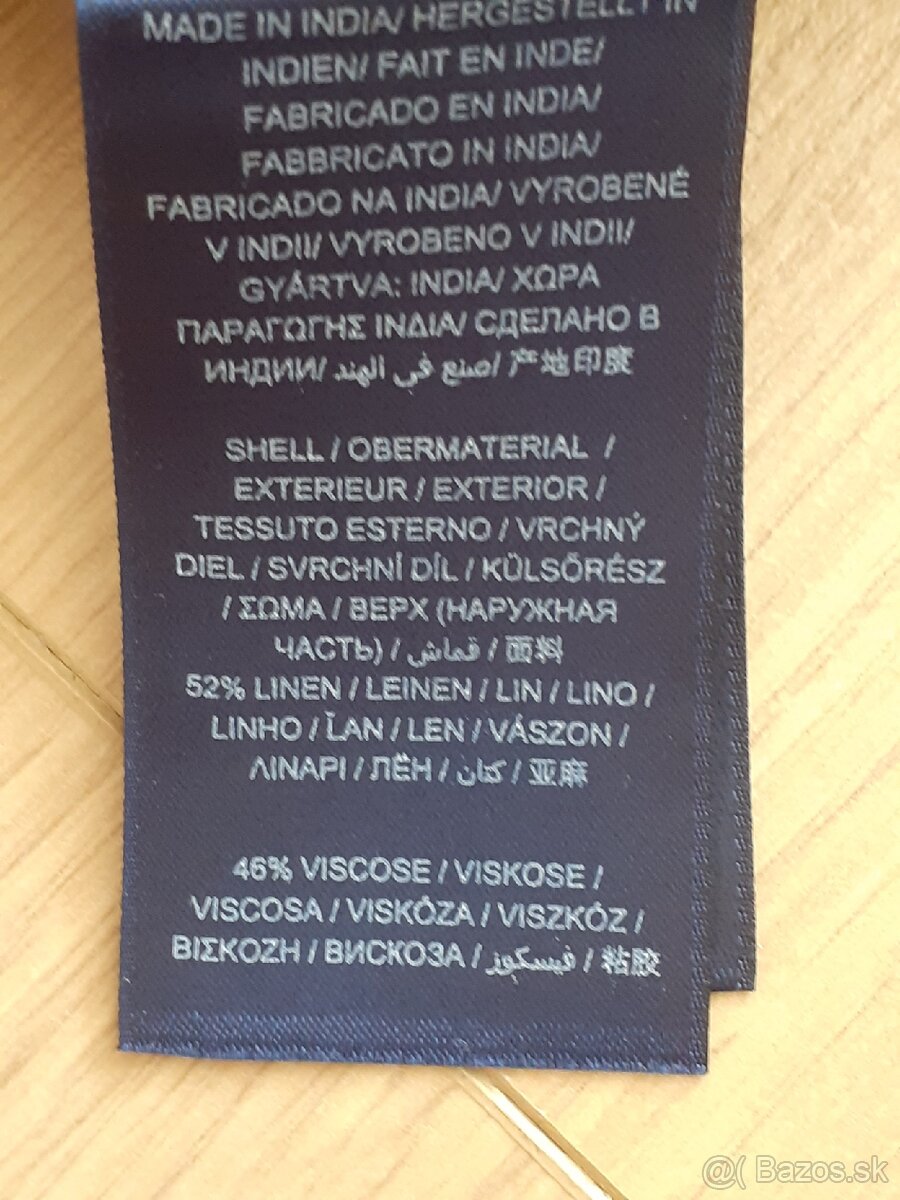 MADE IN INDIA/ HERGESTELLT IN
INDIEN/ FAIT EN INDE/
FABRICADO EN INDIA/
FABBRICATO IN INDIA/
FABRICADO NA INDIA/ VYROBENÉ
V INDII/ VYROBENO V INDII/
GYÁRTVA: INDIA/ ΧΩΡΑ
ΠΑΡΑΓΩΓΗΣ ΙΝΔΙΑ/ СДЕЛАНО В
ИНДИИ/ صنع في الهند/ 产地印度
SHELL / OBERMATERIAL /
EXTERIEUR / EXTERIOR /
TESSUTO ESTERNO / VRCHNÝ
DIEL / SVRCHNÍ DÍL / KÜLSŐRÉSZ
/ ΣΩΜΑ / ВЕРХ (НАРУЖНАЯ
ЧАСТЬ) / قماش / 面料
52% LINEN / LEINEN / LIN / LINO /
LINHO / ĽAN / LEN / VÁSZON /
ΛΙΝΑΡΙ / ЛЁН / كتان / 亚麻
46% VISCOSE / VISKOSE /
VISCOSA / VISKÓZA / VISZKÓZ /
ΒΙΣΚΟΖΗ / ВИСКОЗА / فيسكوز / 粘胶
@( Bazos.sk